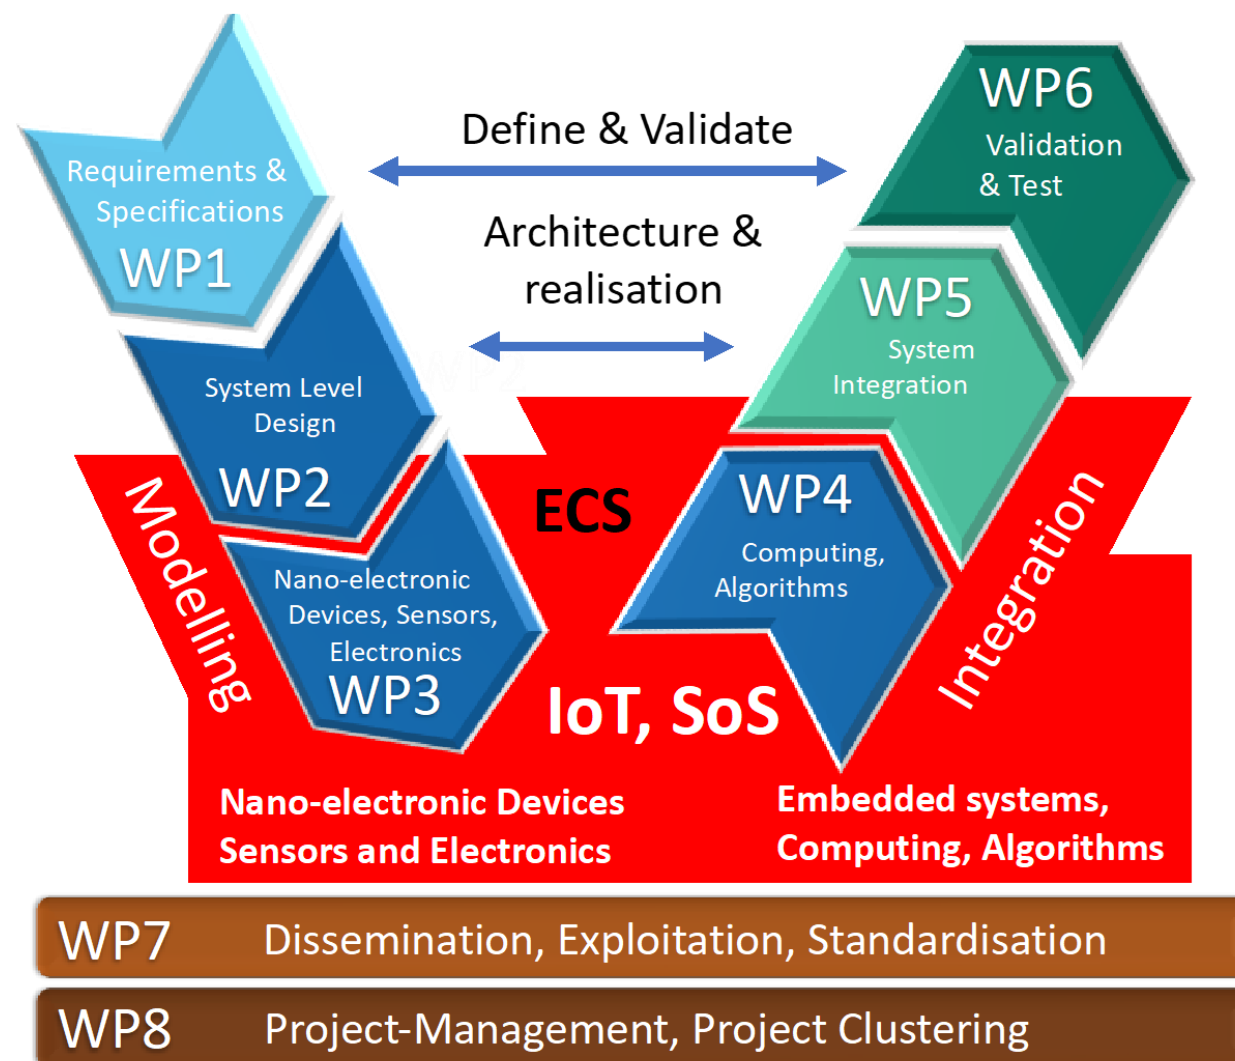 Define & Validate
Architecture &
realisation
Requirements &
Specifications
WP1
System Level
Design
WP2
Nano-electronic
Devices, Sensors,
Electronics
WP3
WP6
Validation
& Test
WP5
System
Integration
WP4
Computing,
Algorithms
Modelling
Integration
ECS
IoT, SoS
Nano-electronic Devices
Sensors and Electronics
Embedded systems,
Computing, Algorithms
WP7 Dissemination, Exploitation, Standardisation
WP8 Project-Management, Project Clustering